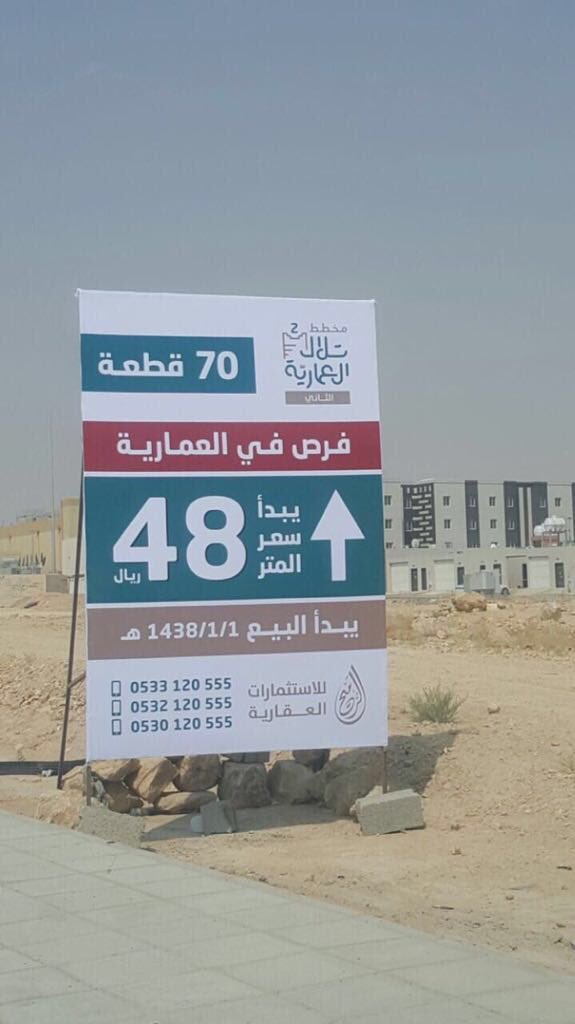 مخطط
تلال 2
العمارية
الثاني
70 قطعة
فرص في العمارية
يبدأ
سعر
المتر
48
ريال
يبدأ البيع 1438/1/1 هـ
للاستثمارات
العقارية
0533 120 555
0532 120 555
0530 120 555